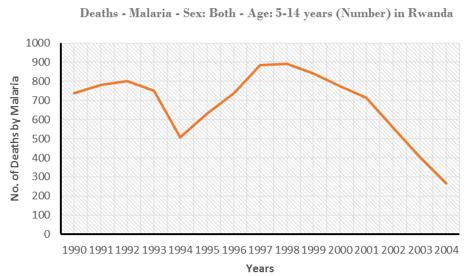 Deaths - Malaria - Sex: Both - Age: 5-14 years (Number) in Rwanda
1000
900
800
700
600
500
400
300
200
100
0
No. of Deaths by Malaria
1990 1991 1992 1993 1994 1995 1996 1997 1998 1999 2000 2001 2002 2003 2004
Years